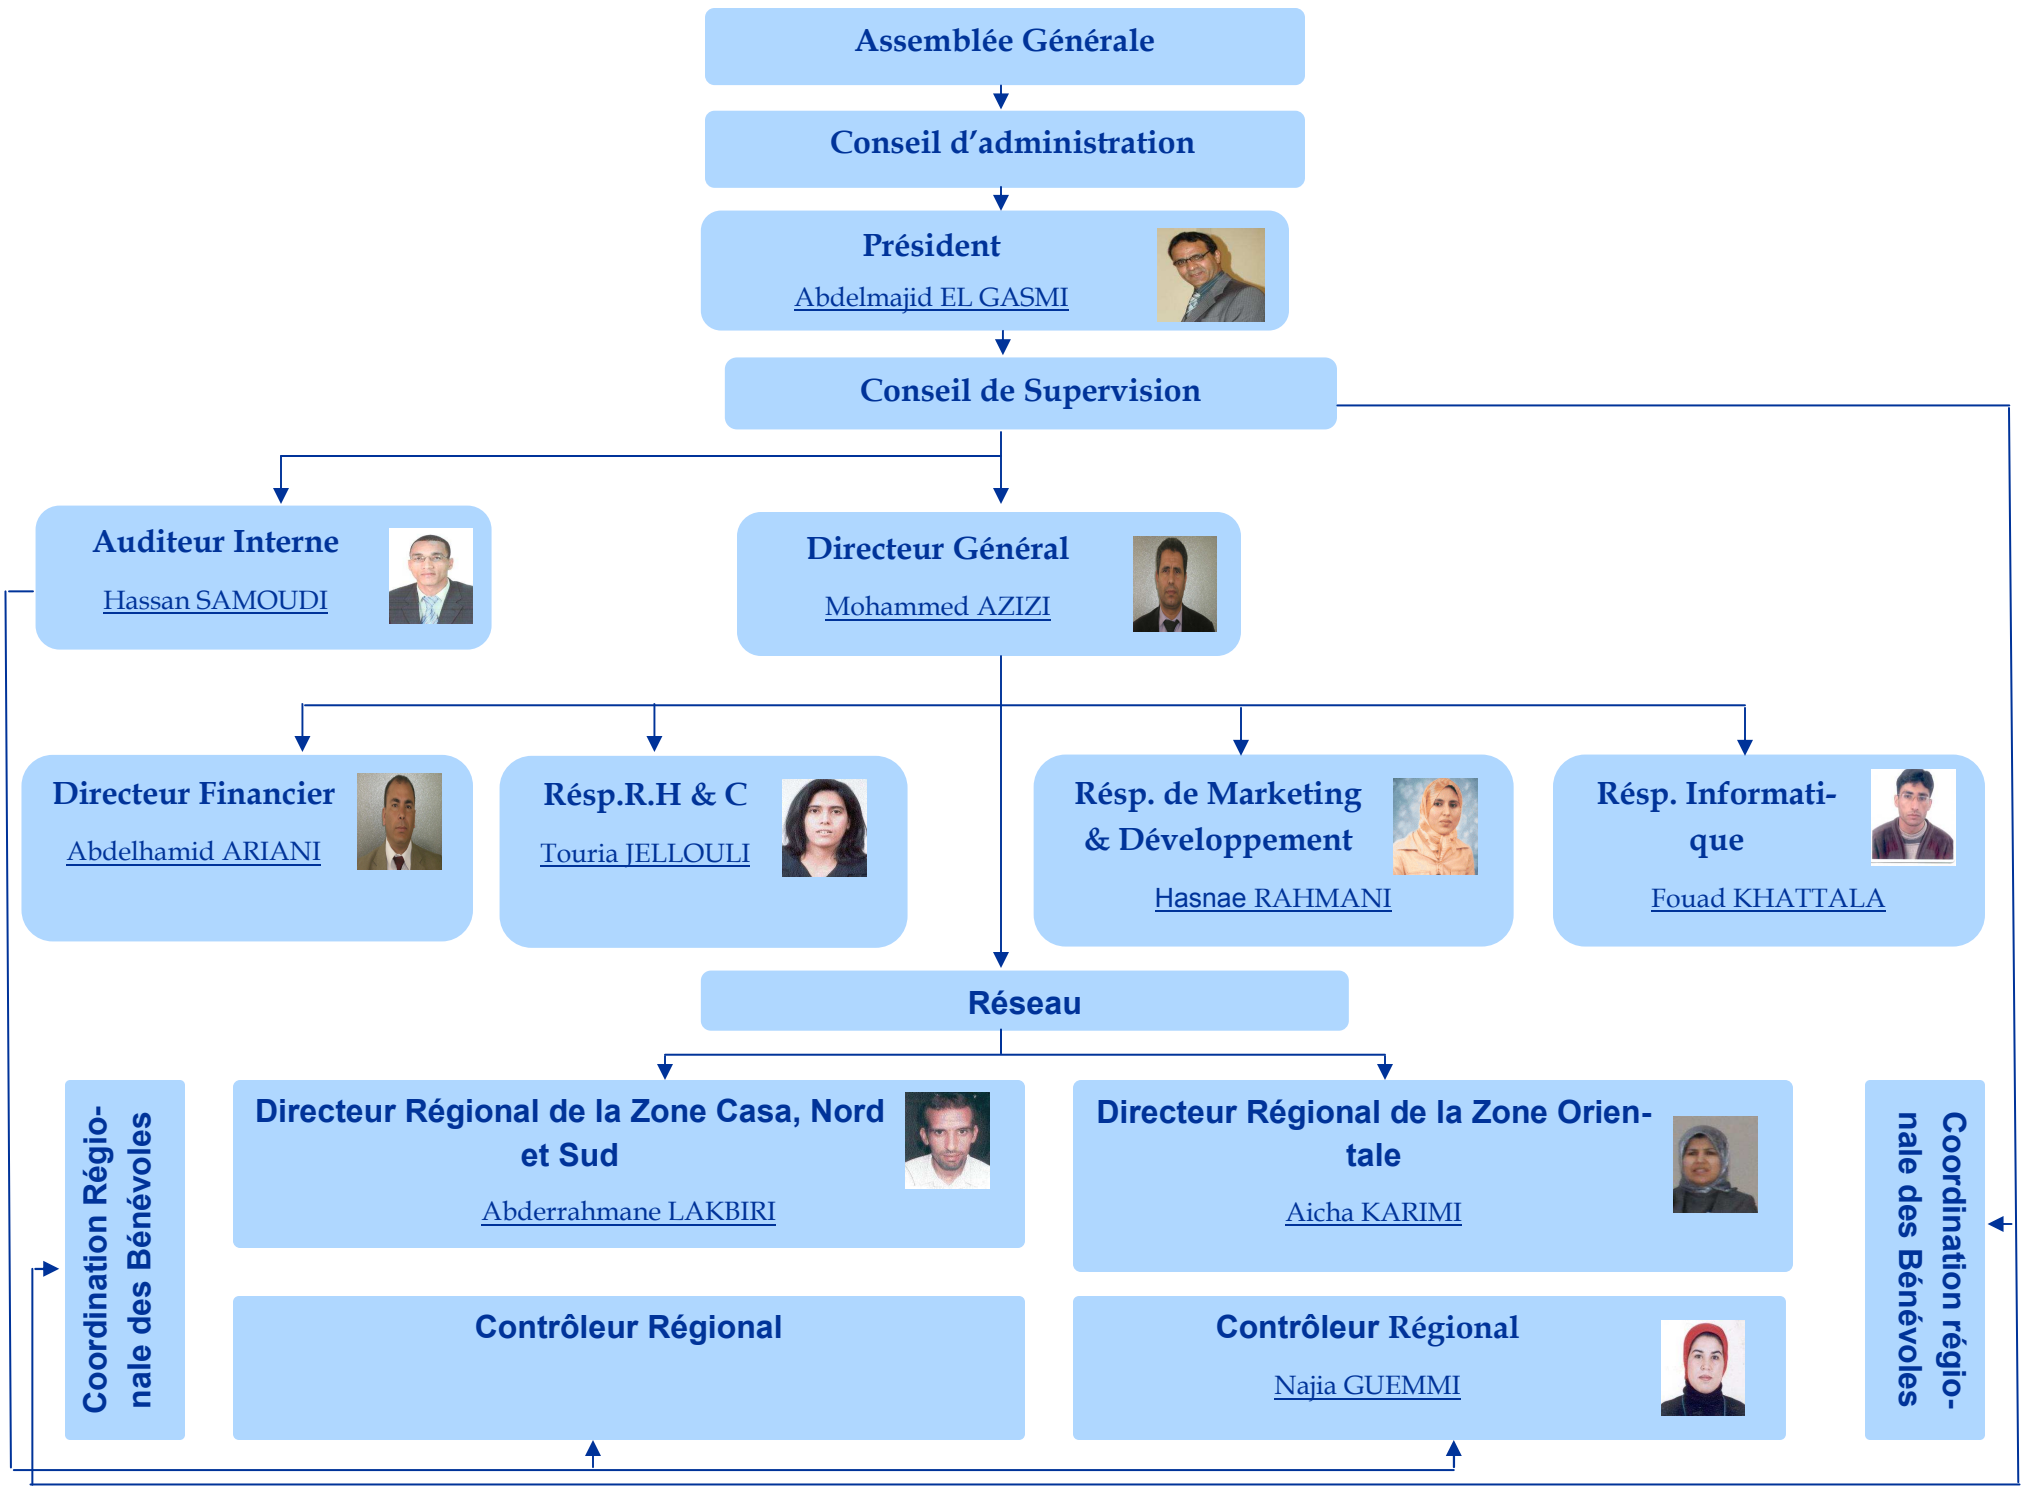 Assemblée Générale
Conseil d’administration
Président
Abdelmajid EL GASMI
Conseil de Supervision
Auditeur Interne
Hassan SAMOUDI
Directeur Général
Mohammed AZIZI
Directeur Financier
Abdelhamid ARIANI
Résp.R.H & C
Touria JELLOULI
Résp. de Marketing
& Développement
Hasnae RAHMANI
Résp. Informati-
que
Fouad KHATTALA
Réseau
Coordination Régio-
nale des Bénévoles
Directeur Régional de la Zone Casa, Nord
et Sud
Abderrahmane LAKBIRI
Directeur Régional de la Zone Orien-
tale
Aicha KARIMI
Coordination régio-
nale des Bénévoles
Contrôleur Régional
Contrôleur Régional
Najia GUEMMI